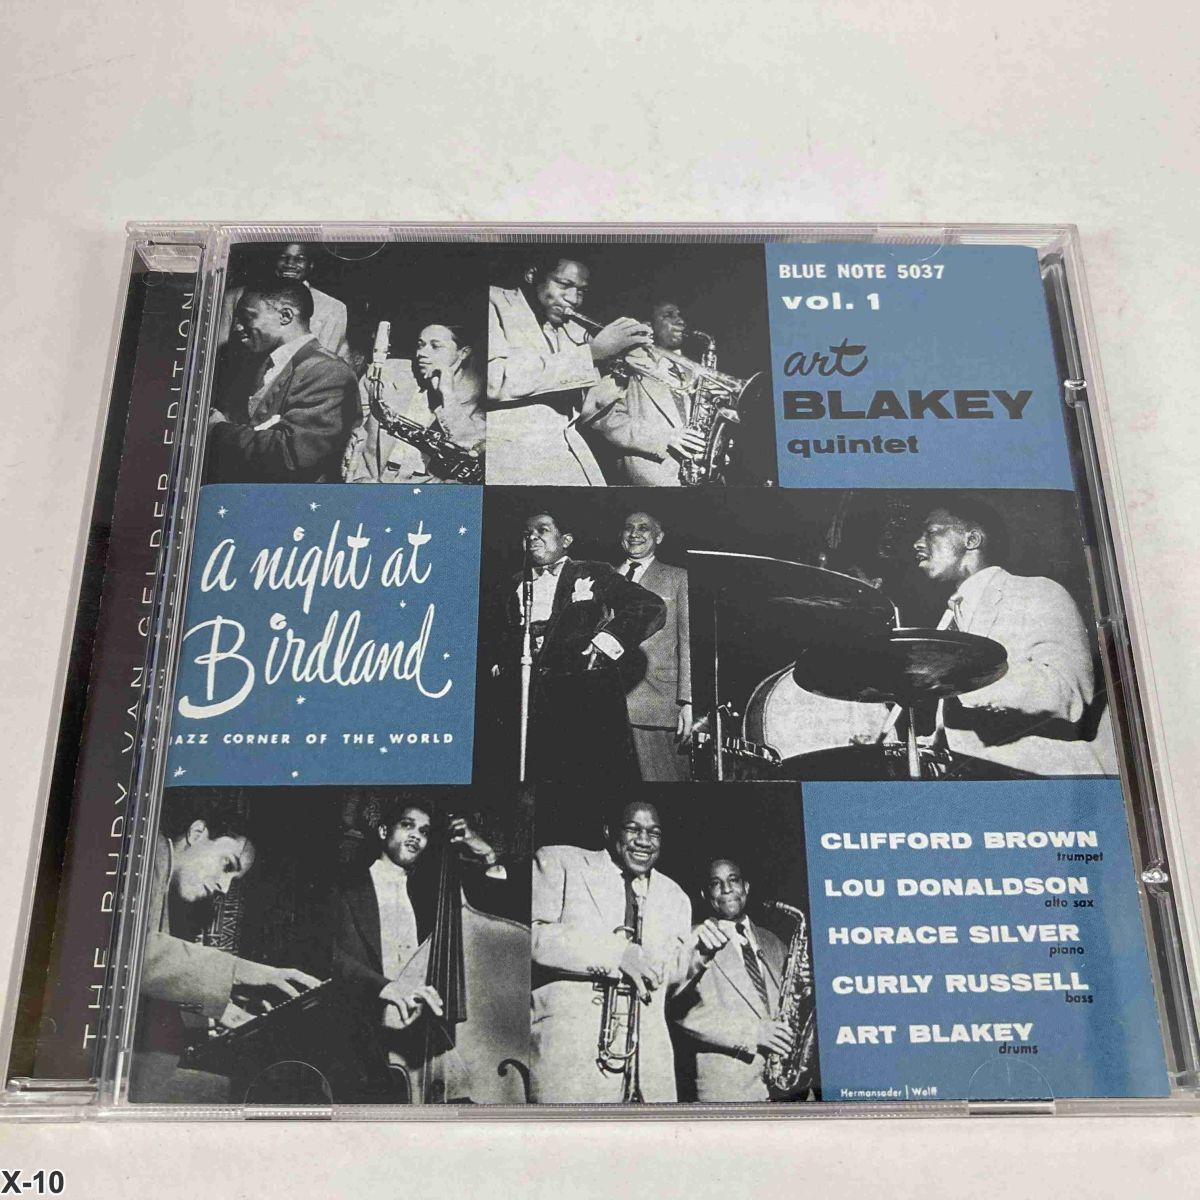 THE RUDY VAN GELDER EDITION
BLUE NOTE 5037
vol. 1
art
BLAKEY
quintet
a night at
Birdland
JAZZ CORNER OF THE WORLD
CLIFFORD BROWN
trumpet
LOU DONALDSON
alto sax
HORACE SILVER
piano
CURLY RUSSELL
bass
ART BLAKEY
drums
Hermansader | Wolff
X-10